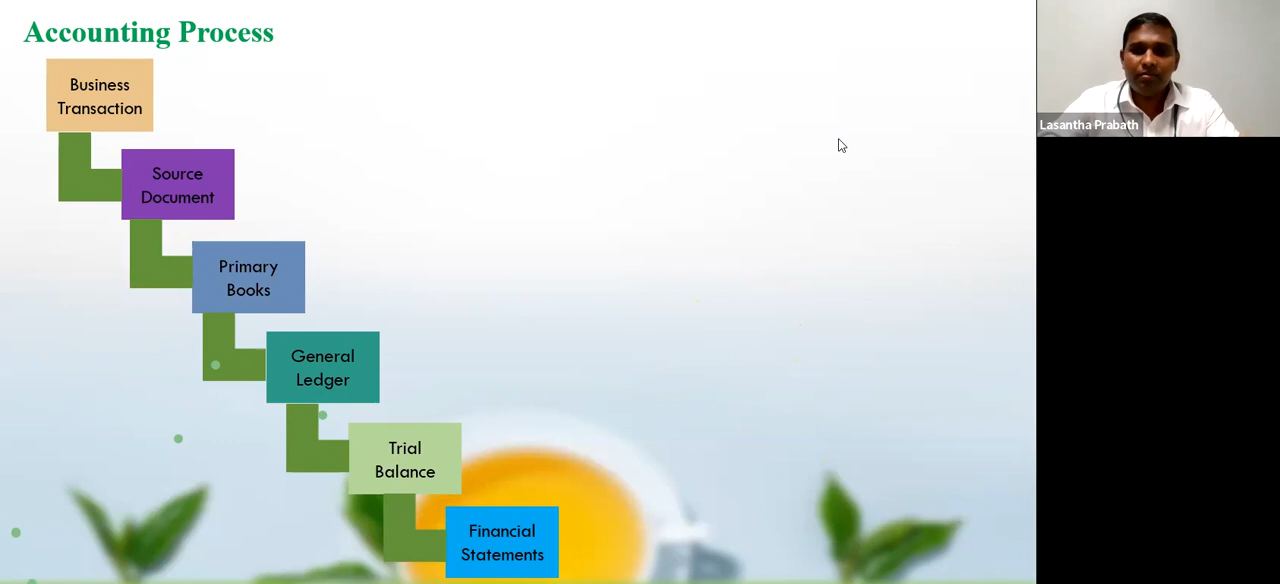 Accounting Process
Business
Transaction
Source
Document
Primary
Books
General
Ledger
Trial
Balance
Financial
Statements
Lasantha Prabath